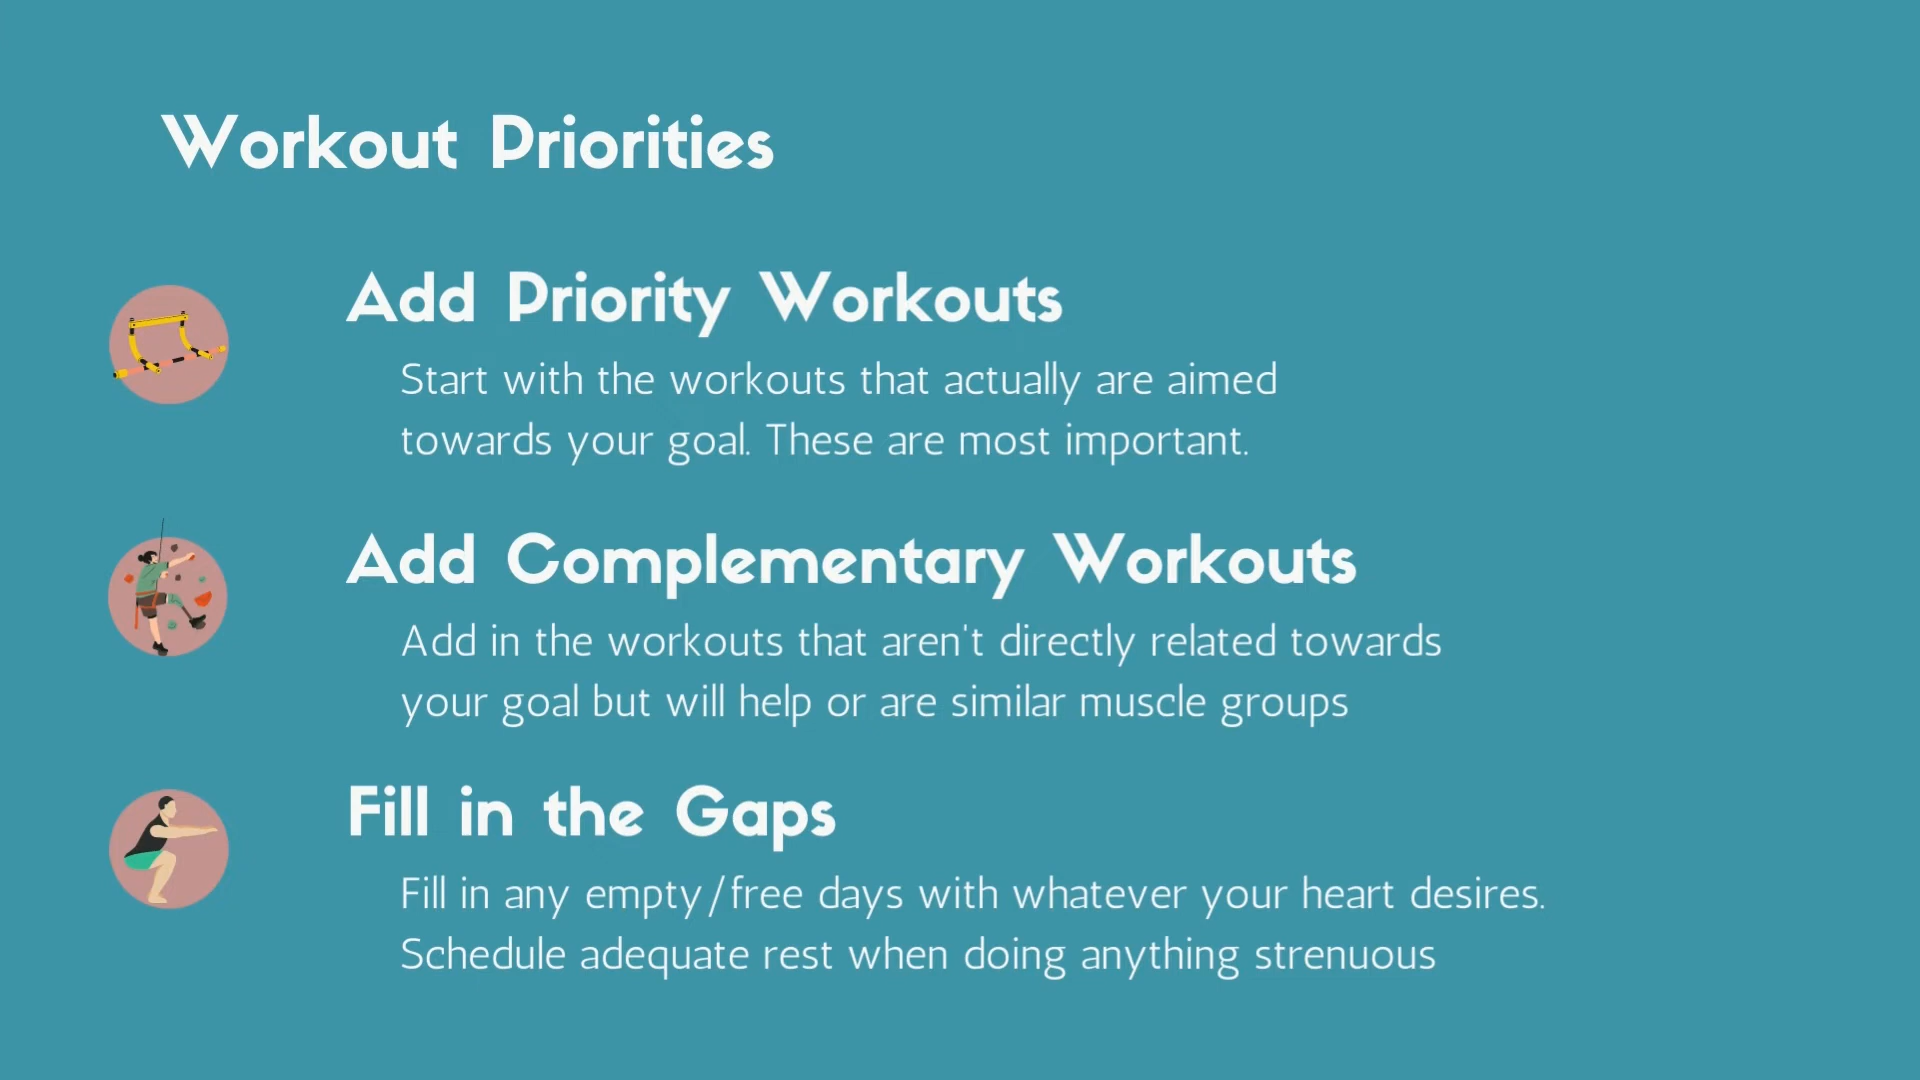 Workout Priorities
Add Priority Workouts
Start with the workouts that actually are aimed
towards your goal. These are most important.
Add Complementary Workouts
Add in the workouts that aren't directly related towards
your goal but will help or are similar muscle groups
Fill in the Gaps
Fill in any empty/free days with whatever your heart desires.
Schedule adequate rest when doing anything strenuous